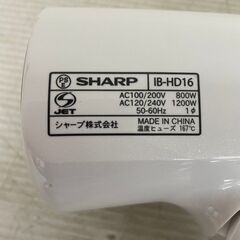 PS E SHARP IB-HD16
JET
AC100/200V 800W
AC120/240V 1200W
50-60Hz 1φ
シャープ株式会社
MADE IN CHINA
温度ヒューズ 167℃